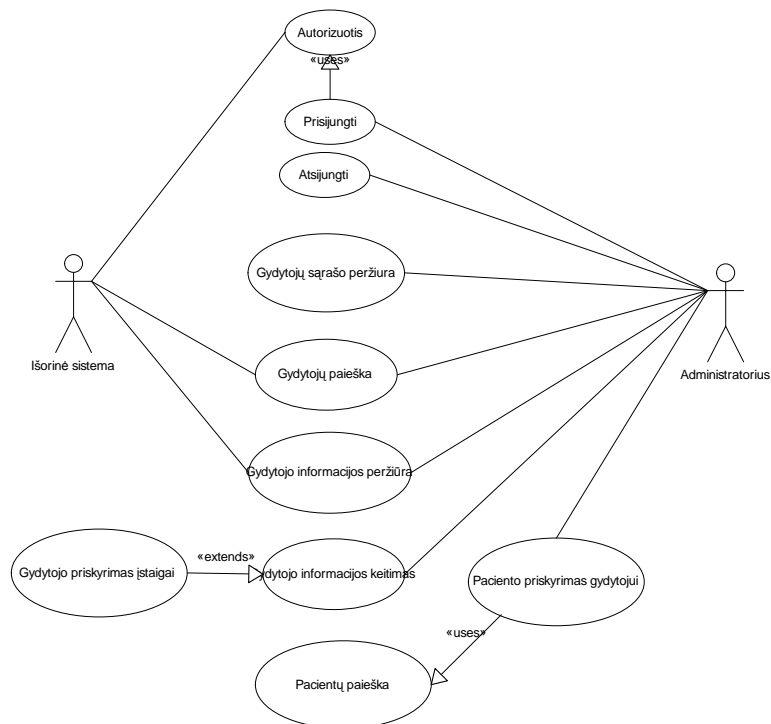 Autorizuotis
«uses»
Prisijungti
Atsijungti
Gydytojų sąrašo peržiura
Išorinė sistema
Administratorius
Gydytojų paieška
Gydytojo informacijos peržiūra
«extends»
Gydytojo priskyrimas įstaigai
ydytojo informacijos keitimas
Paciento priskyrimas gydytojui
«uses»
Pacientų paieška